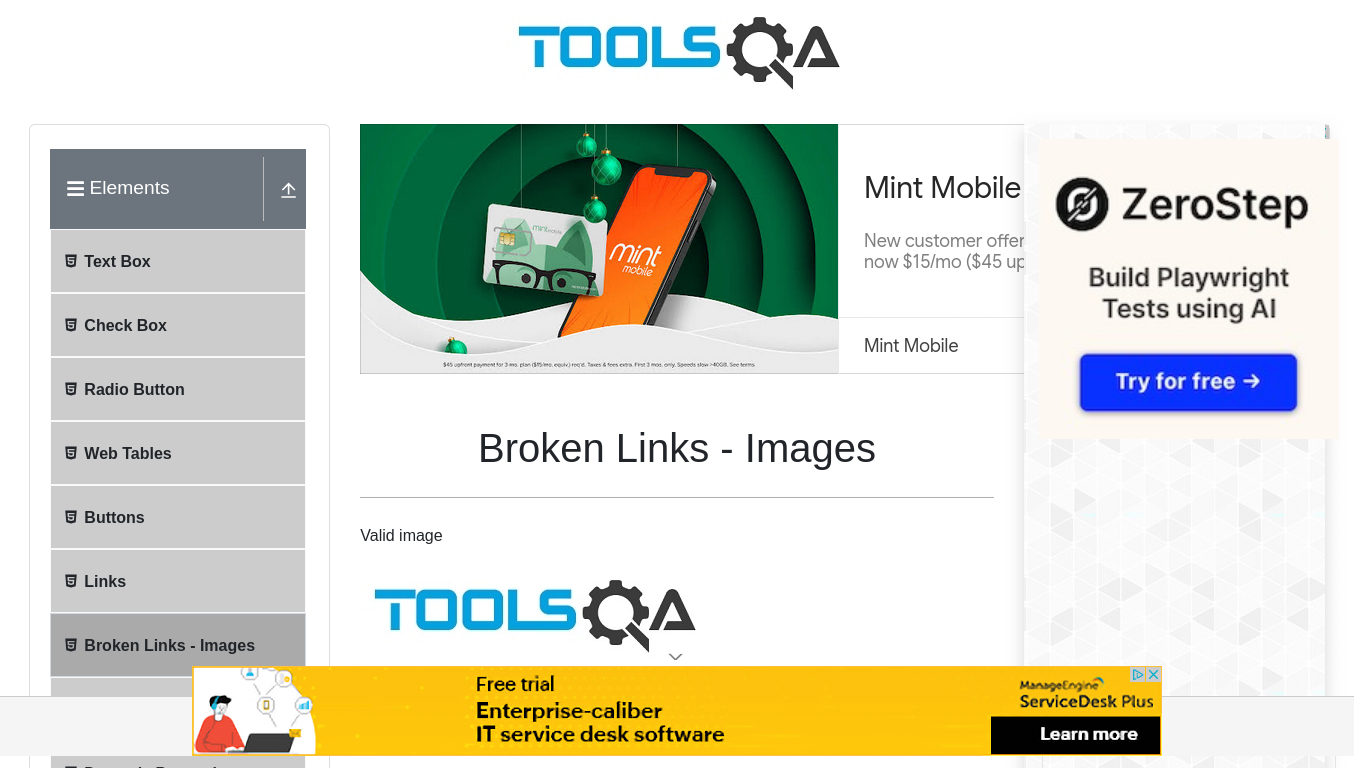 TOOLSQA
Elements
Text Box
Check Box
Radio Button
Web Tables
Buttons
Links
Broken Links - Images
mint mobile
mint
mobile
$45 upfront payment for 3-mo. plan ($15/mo. equiv.) req'd. Taxes & fees extra. First 3 mos. only. Speeds slow >40GB. See terms
Mint Mobile
New customer offer
now $15/mo ($45 up
Mint Mobile
ZeroStep
Build Playwright
Tests using AI
Try for free →
Broken Links - Images
Valid image
TOOLSQA
Free trial
Enterprise-caliber
IT service desk software
ManageEngine
ServiceDesk Plus
Learn more